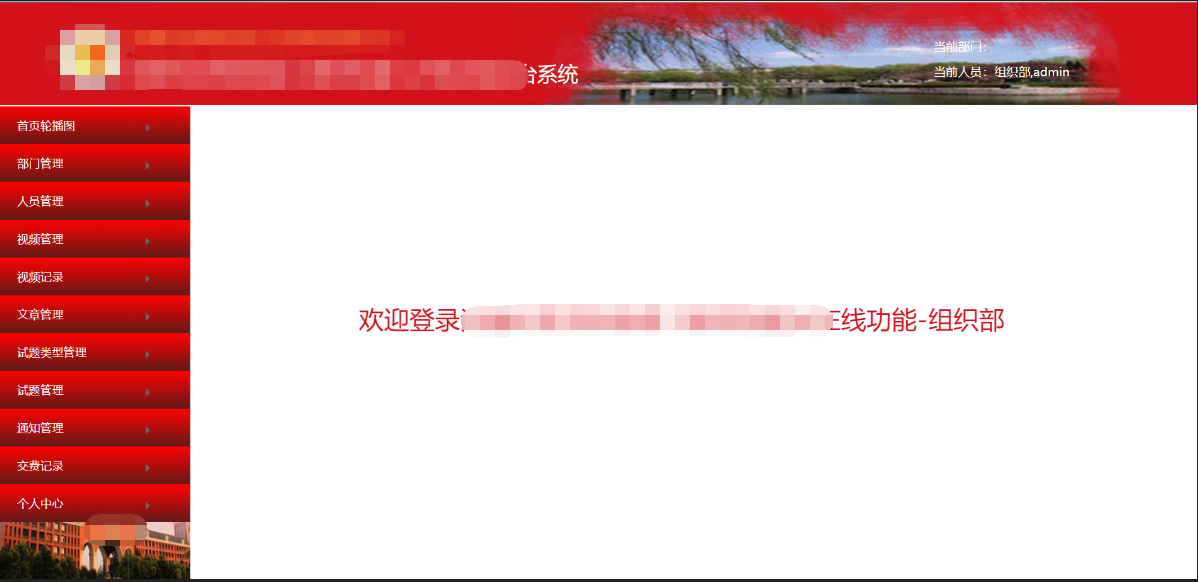 台系统
当前部门:
当前人员: 组织部,admin
首页轮播图
部门管理
人员管理
视频管理
视频记录
文章管理
试题类型管理
试题管理
通知管理
交费记录
个人中心
欢迎登录 在线功能-组织部